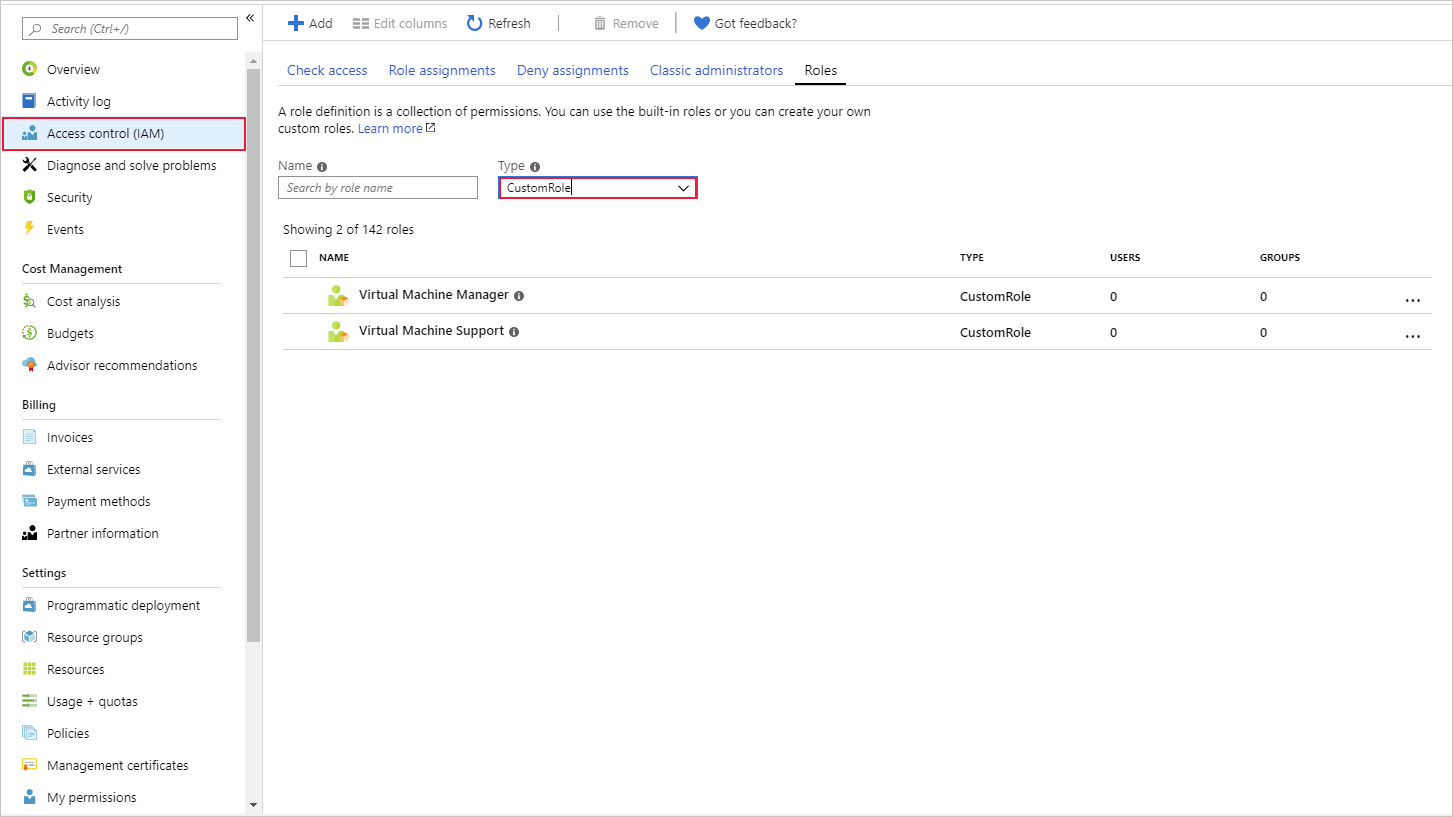 Search (Ctrl+/)
«
Overview
Activity log
Access control (IAM)
Diagnose and solve problems
Security
Events
Cost Management
Cost analysis
Budgets
Advisor recommendations
Billing
Invoices
External services
Payment methods
Partner information
Settings
Programmatic deployment
Resource groups
Resources
Usage + quotas
Policies
Management certificates
My permissions
Add Edit columns Refresh Remove Got feedback?
Check access Role assignments Deny assignments Classic administrators Roles
A role definition is a collection of permissions. You can use the built-in roles or you can create your own
custom roles. Learn more
Name Type
Search by role name CustomRole
Showing 2 of 142 roles
NAME TYPE USERS GROUPS
Virtual Machine Manager CustomRole 0 0 ...
Virtual Machine Support CustomRole 0 0 ...